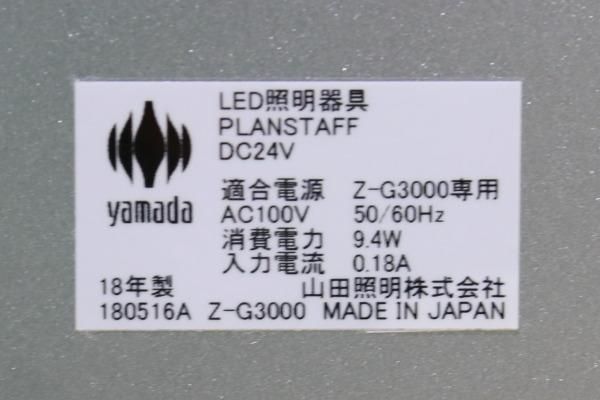 LED照明器具
PLANSTAFF
DC24V
yamada
適合電源 Z-G3000専用
AC100V 50/60Hz
消費電力 9.4W
入力電流 0.18A
18年製 山田照明株式会社
180516A Z-G3000 MADE IN JAPAN